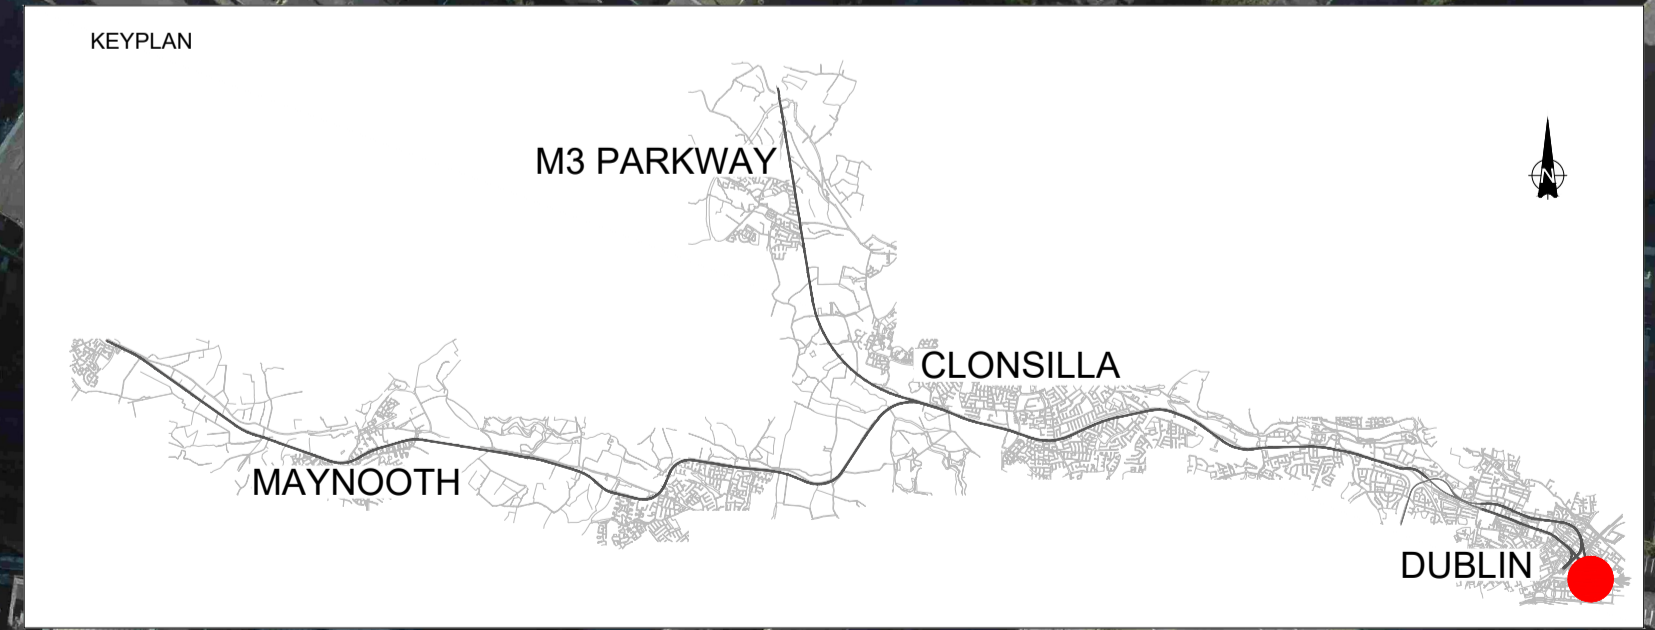 KEYPLAN
M3 PARKWAY
N
CLONSILLA
MAYNOOTH
DUBLIN